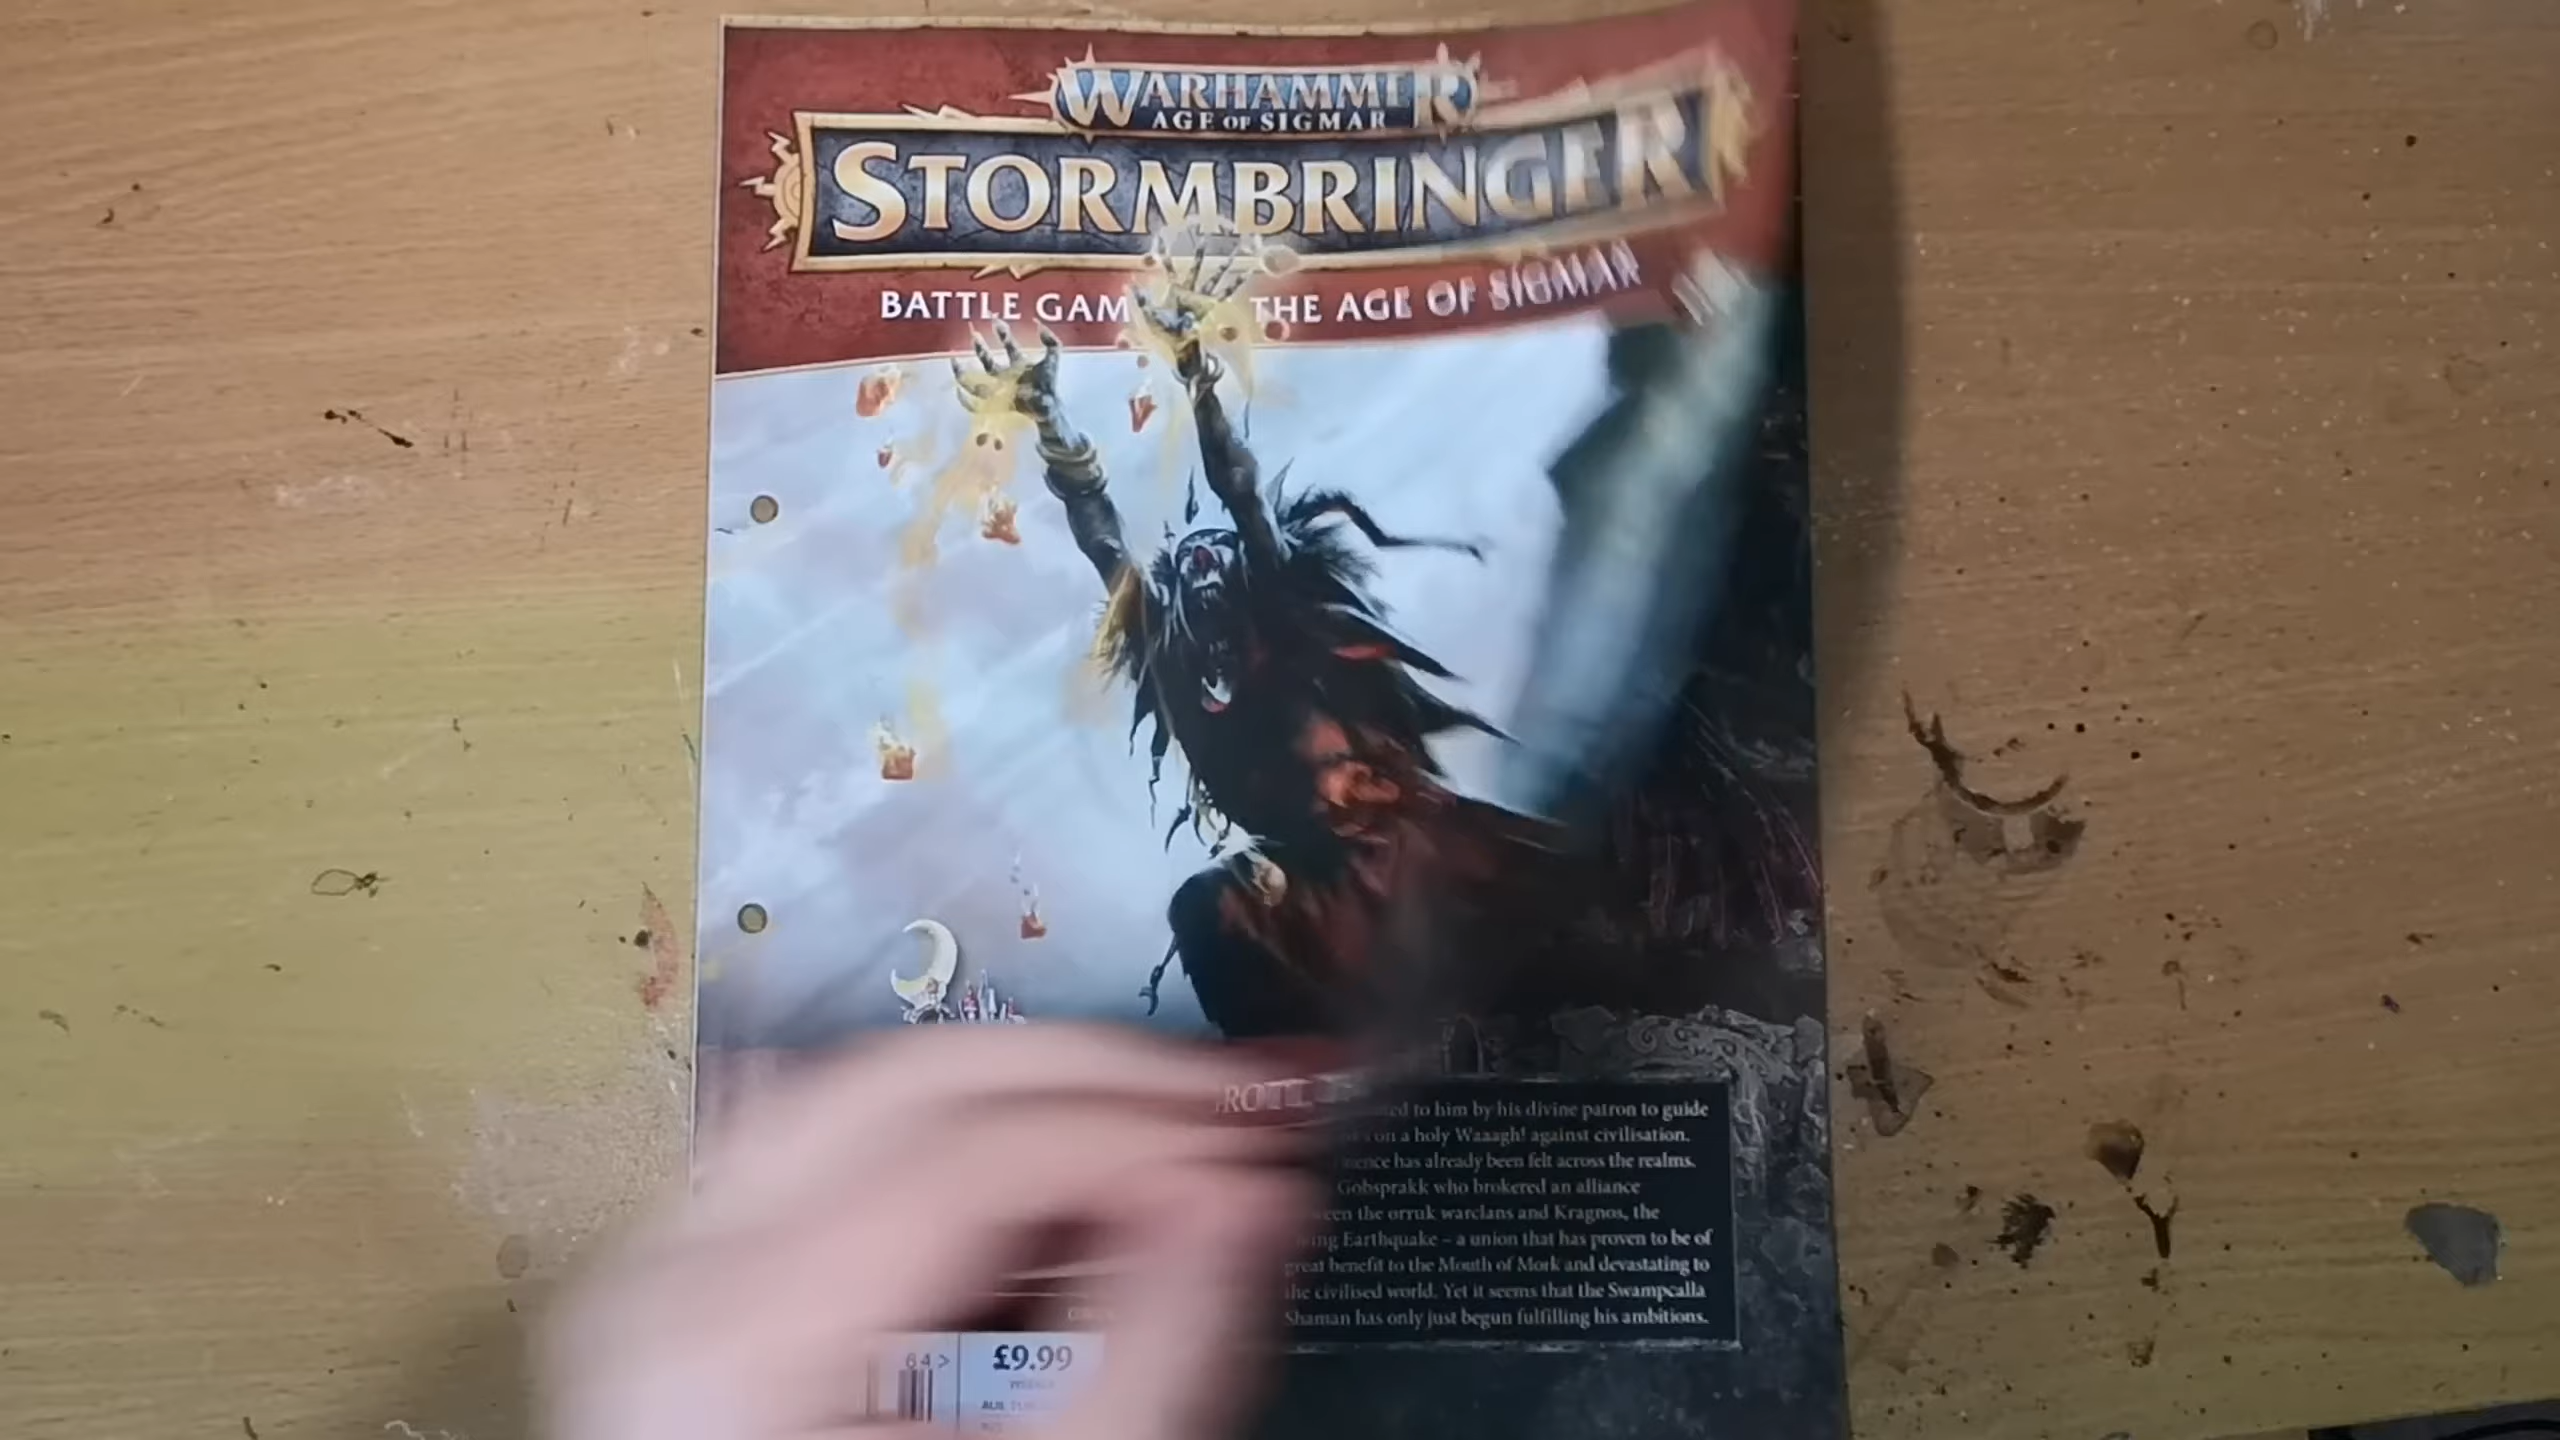 WARHAMMER
AGE OF SIGMAR
STORMBRINGER
BATTLE GAM THE AGE OF SIGMAR
to him by his divine patron to guide
on a holy Waaagh! against civilisation.
has already been felt across the realms.
Gobsprakk who brokered an alliance
the orruk warclans and Kragnos, the
Earthquake – a union that has proven to be of
great benefit to the Mouth of Mork and devastating to
the civilised world. Yet it seems that the Swampcalla
Shaman has only just begun fulfilling his ambitions.
64>
£9.99